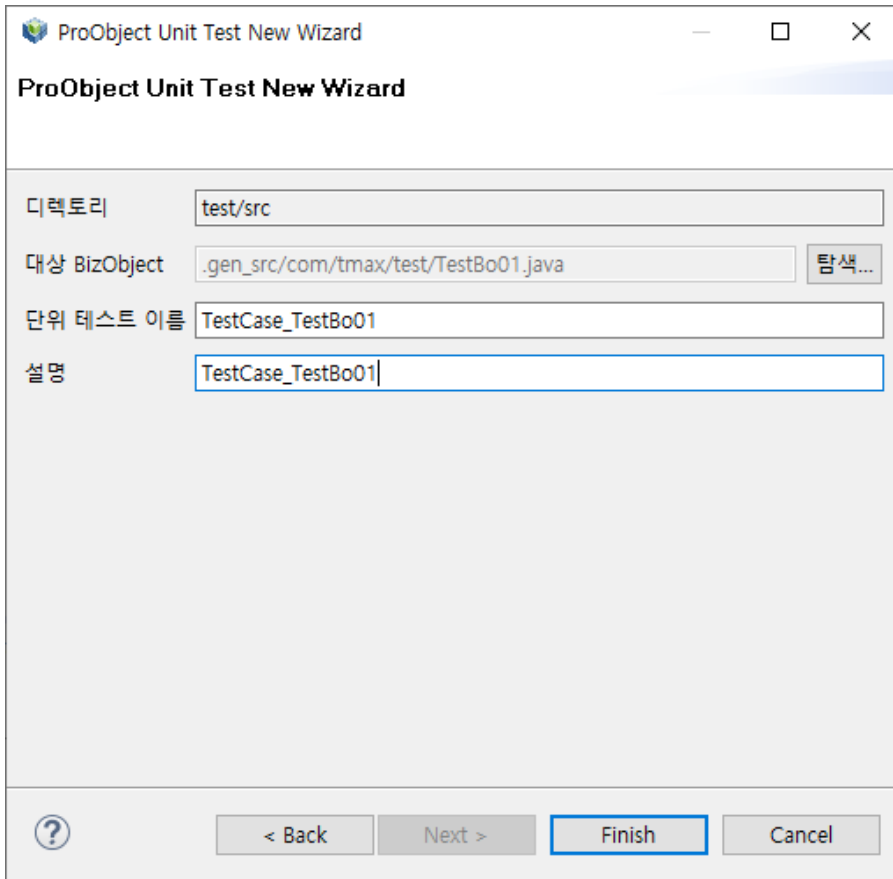 ProObject Unit Test New Wizard
ProObject Unit Test New Wizard
디렉토리 test/src
대상 BizObject .gen_src/com/tmax/test/TestBo01.java 탐색...
단위 테스트 이름 TestCase_TestBo01
설명 TestCase_TestBo01
? < Back Next > Finish Cancel